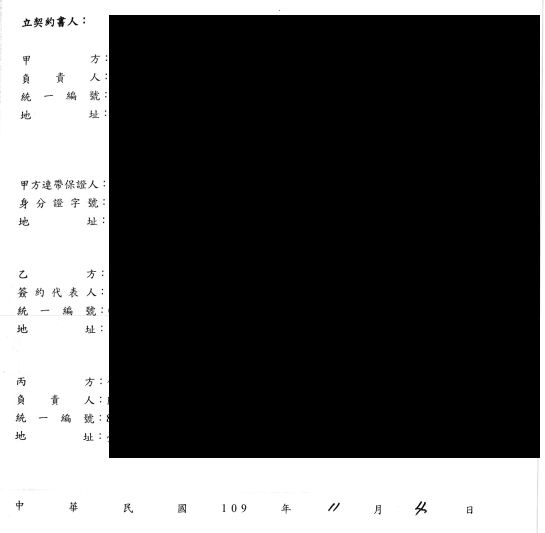 立契約書人：
甲方：
負責人：
統一編號：
地址：
甲方連帶保證人：
身分證字號：
地址：
乙方：
簽約代表人：
統一編號：
地址：
丙方：
負責人：
統一編號：
地址：
中華民國 109 年 11 月 日